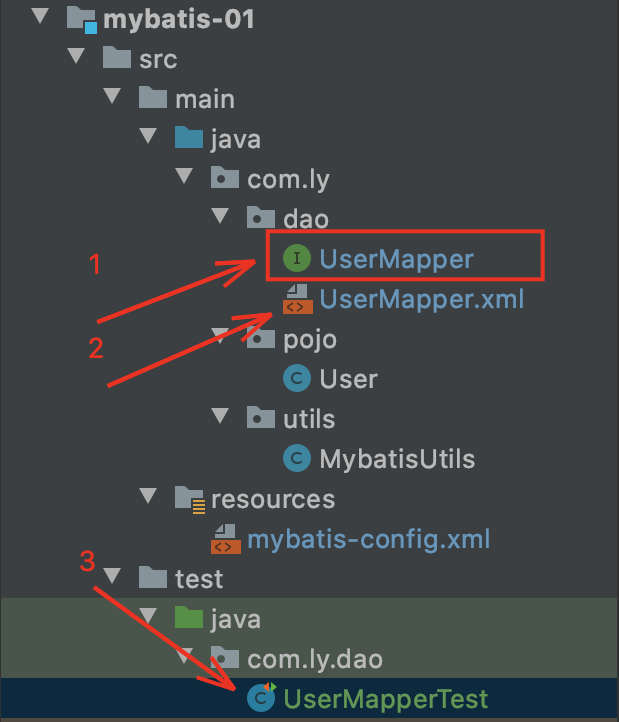 mybatis-01
src
main
java
com.ly
dao
1
I UserMapper
<> UserMapper.xml
2
pojo
C User
utils
C MybatisUtils
resources
<> mybatis-config.xml
3
test
java
com.ly.dao
C UserMapperTest